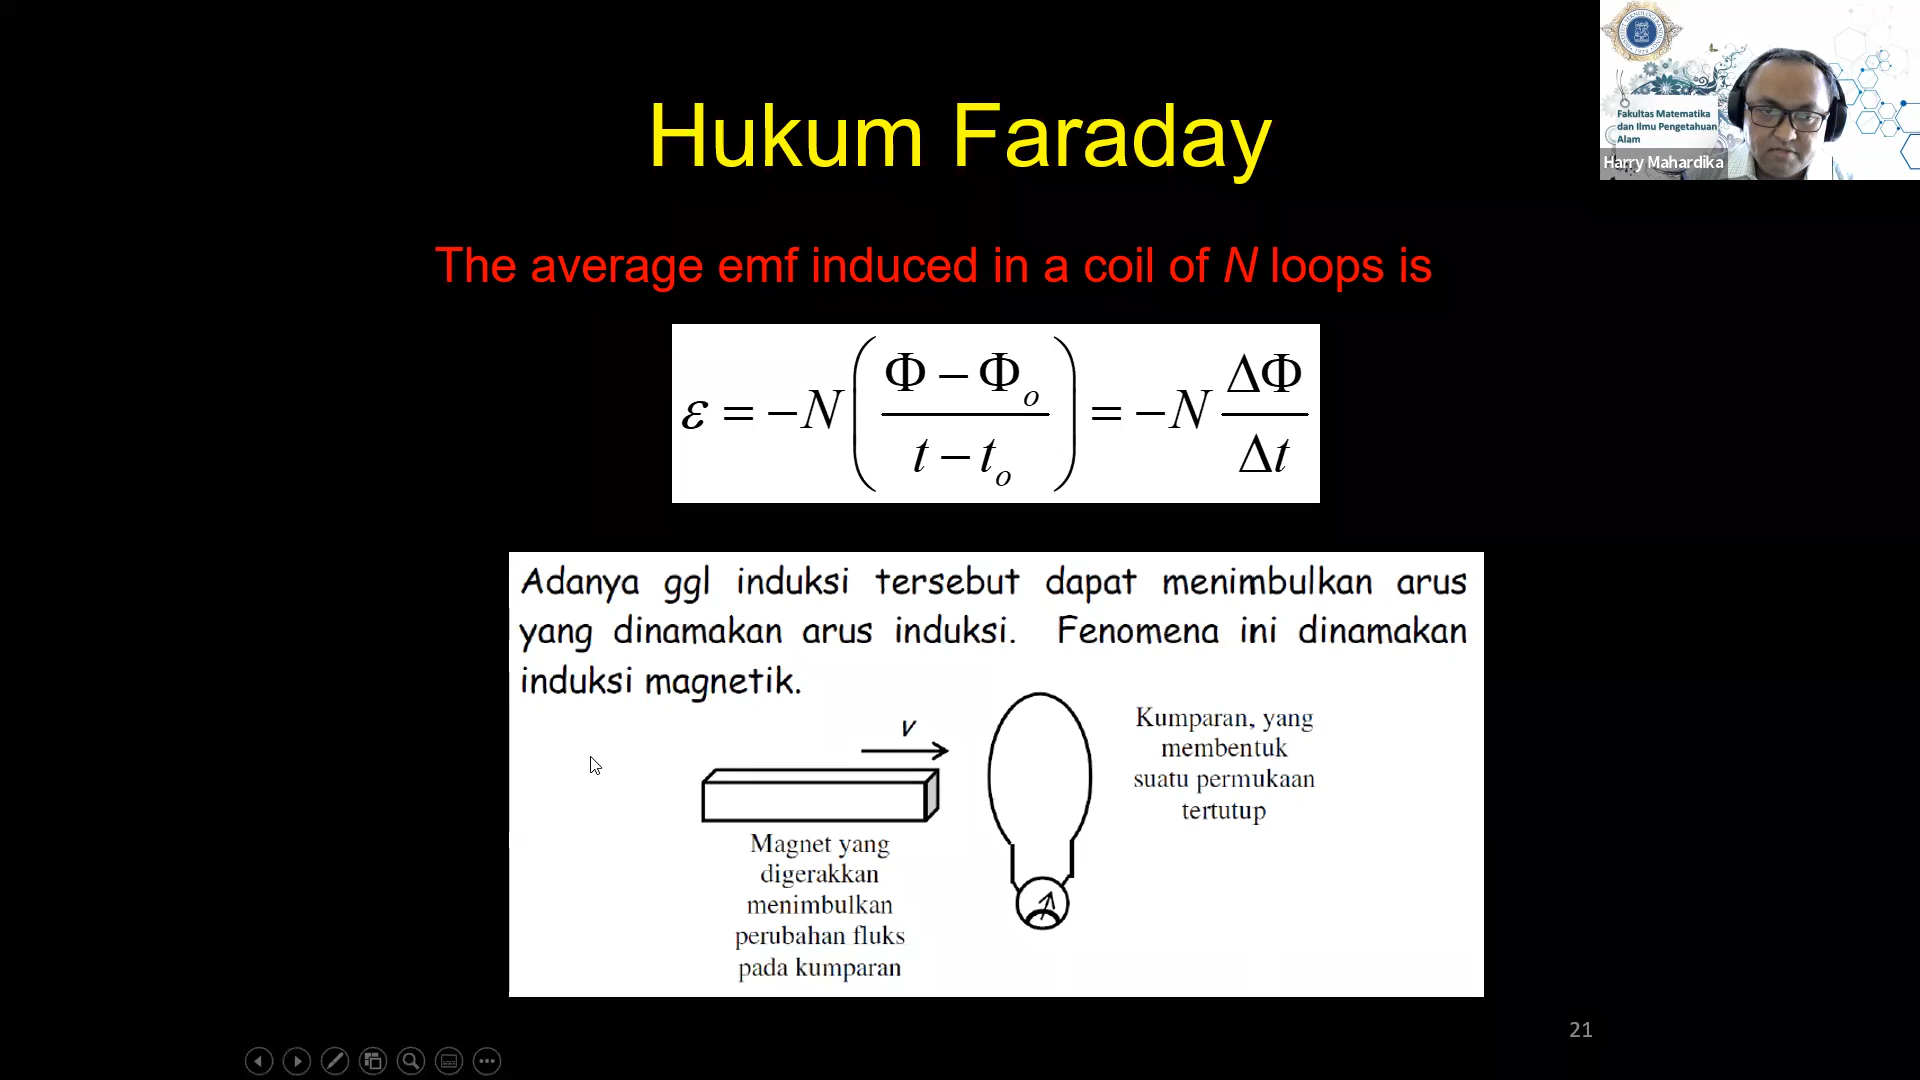 Hukum Faraday
Fakultas Matematika
dan Ilmu Pengetahuan
Alam
Harry Mahardika
The average emf induced in a coil of N loops is
ε = −N ( (Φ − Φo) / (t − to) ) = −N ΔΦ / Δt
Adanya ggl induksi tersebut dapat menimbulkan arus
yang dinamakan arus induksi. Fenomena ini dinamakan
induksi magnetik.
v
Kumparan, yang
membentuk
suatu permukaan
tertutup
Magnet yang
digerakkan
menimbulkan
perubahan fluks
pada kumparan
21